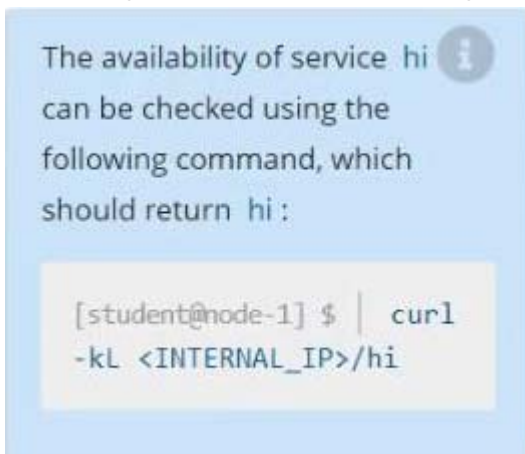 The availability of service hi
can be checked using the
following command, which
should return hi :
[student@node-1] $ | curl
-kL <INTERNAL_IP>/hi